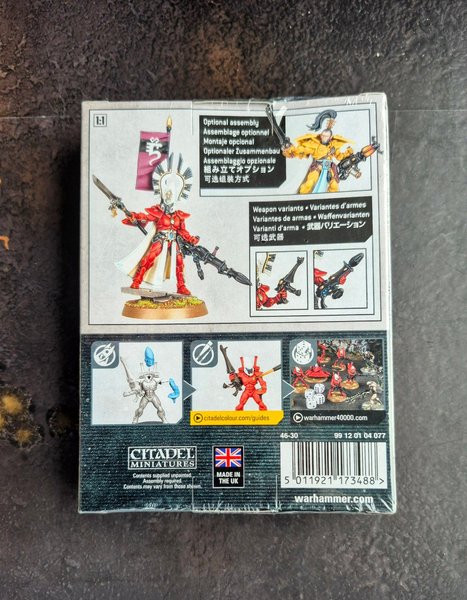 1:1
Optional assembly
Assemblage optionnel
Montaje opcional
Optionaler Zusammenbau
Assemblaggio opzionale
組み立てオプション
可选组装方式
Weapon variants • Variantes d'armes
Variantes de armas • Waffenvarianten
Varianti d'arma • 武器バリエーション
可选武器
citadelcolour.com/guides
warhammer40000.com
CITADEL
MINIATURES
Contents supplied unpainted.
Assembly required.
Contents may vary from those shown.
MADE IN
THE UK
46-30
99 12 01 04 077
5 011921 173488 >
warhammer.com